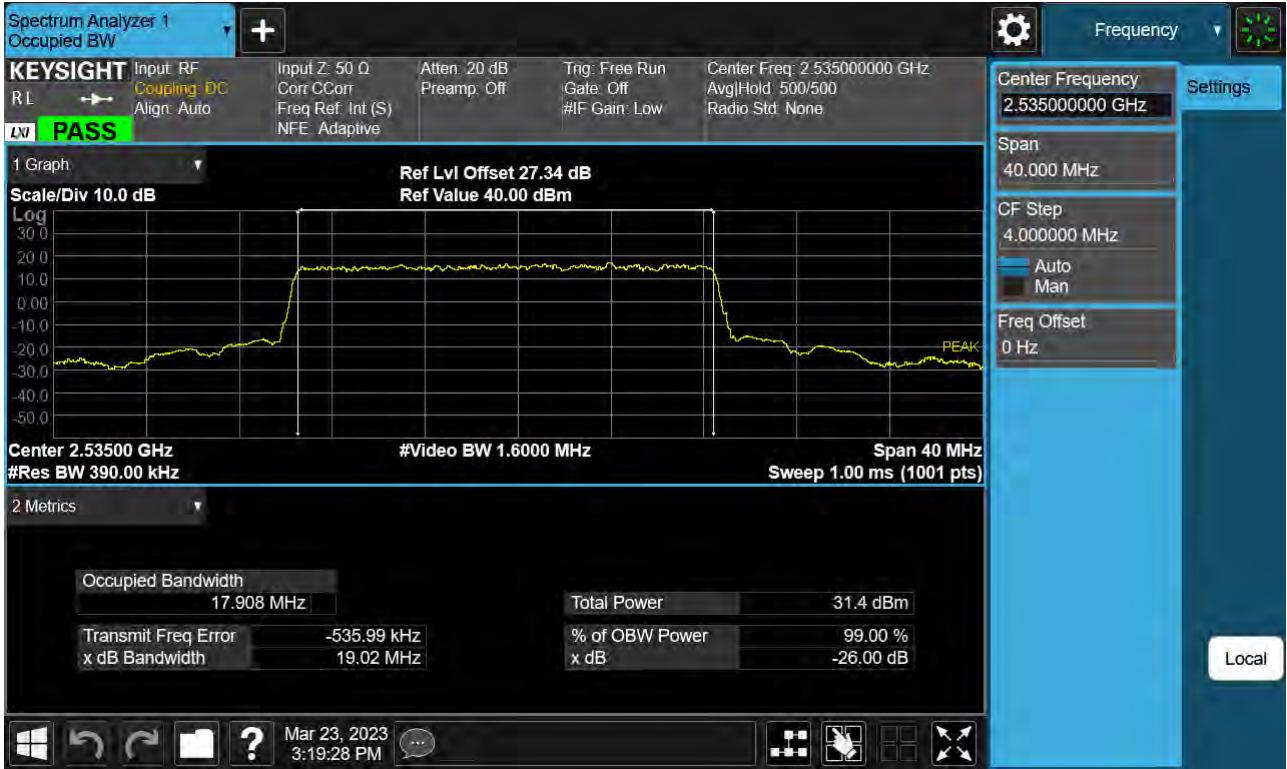 Spectrum Analyzer 1
Occupied BW
Frequency
KEYSIGHT
R L
LXI
PASS
Input: RF
Coupling: DC
Align: Auto
Input Z: 50 Ω
Corr CCorr
Freq Ref: Int (S)
NFE: Adaptive
Atten: 20 dB
Preamp: Off
Trig: Free Run
Gate: Off
#IF Gain: Low
Center Freq: 2.535000000 GHz
Avg|Hold: 500/500
Radio Std: None
Center Frequency
2.535000000 GHz
Settings
Span
40.000 MHz
CF Step
4.000000 MHz
Auto
Man
Freq Offset
0 Hz
Local
1 Graph
Scale/Div 10.0 dB
Ref Lvl Offset 27.34 dB
Ref Value 40.00 dBm
Log
30.0
20.0
10.0
0.00
-10.0
-20.0
-30.0
-40.0
-50.0
PEAK
Center 2.53500 GHz
#Video BW 1.6000 MHz
Span 40 MHz
#Res BW 390.00 kHz
Sweep 1.00 ms (1001 pts)
2 Metrics
Occupied Bandwidth
17.908 MHz
Total Power 31.4 dBm
Transmit Freq Error -535.99 kHz
% of OBW Power 99.00 %
x dB Bandwidth 19.02 MHz
x dB -26.00 dB
?
Mar 23, 2023
3:19:28 PM